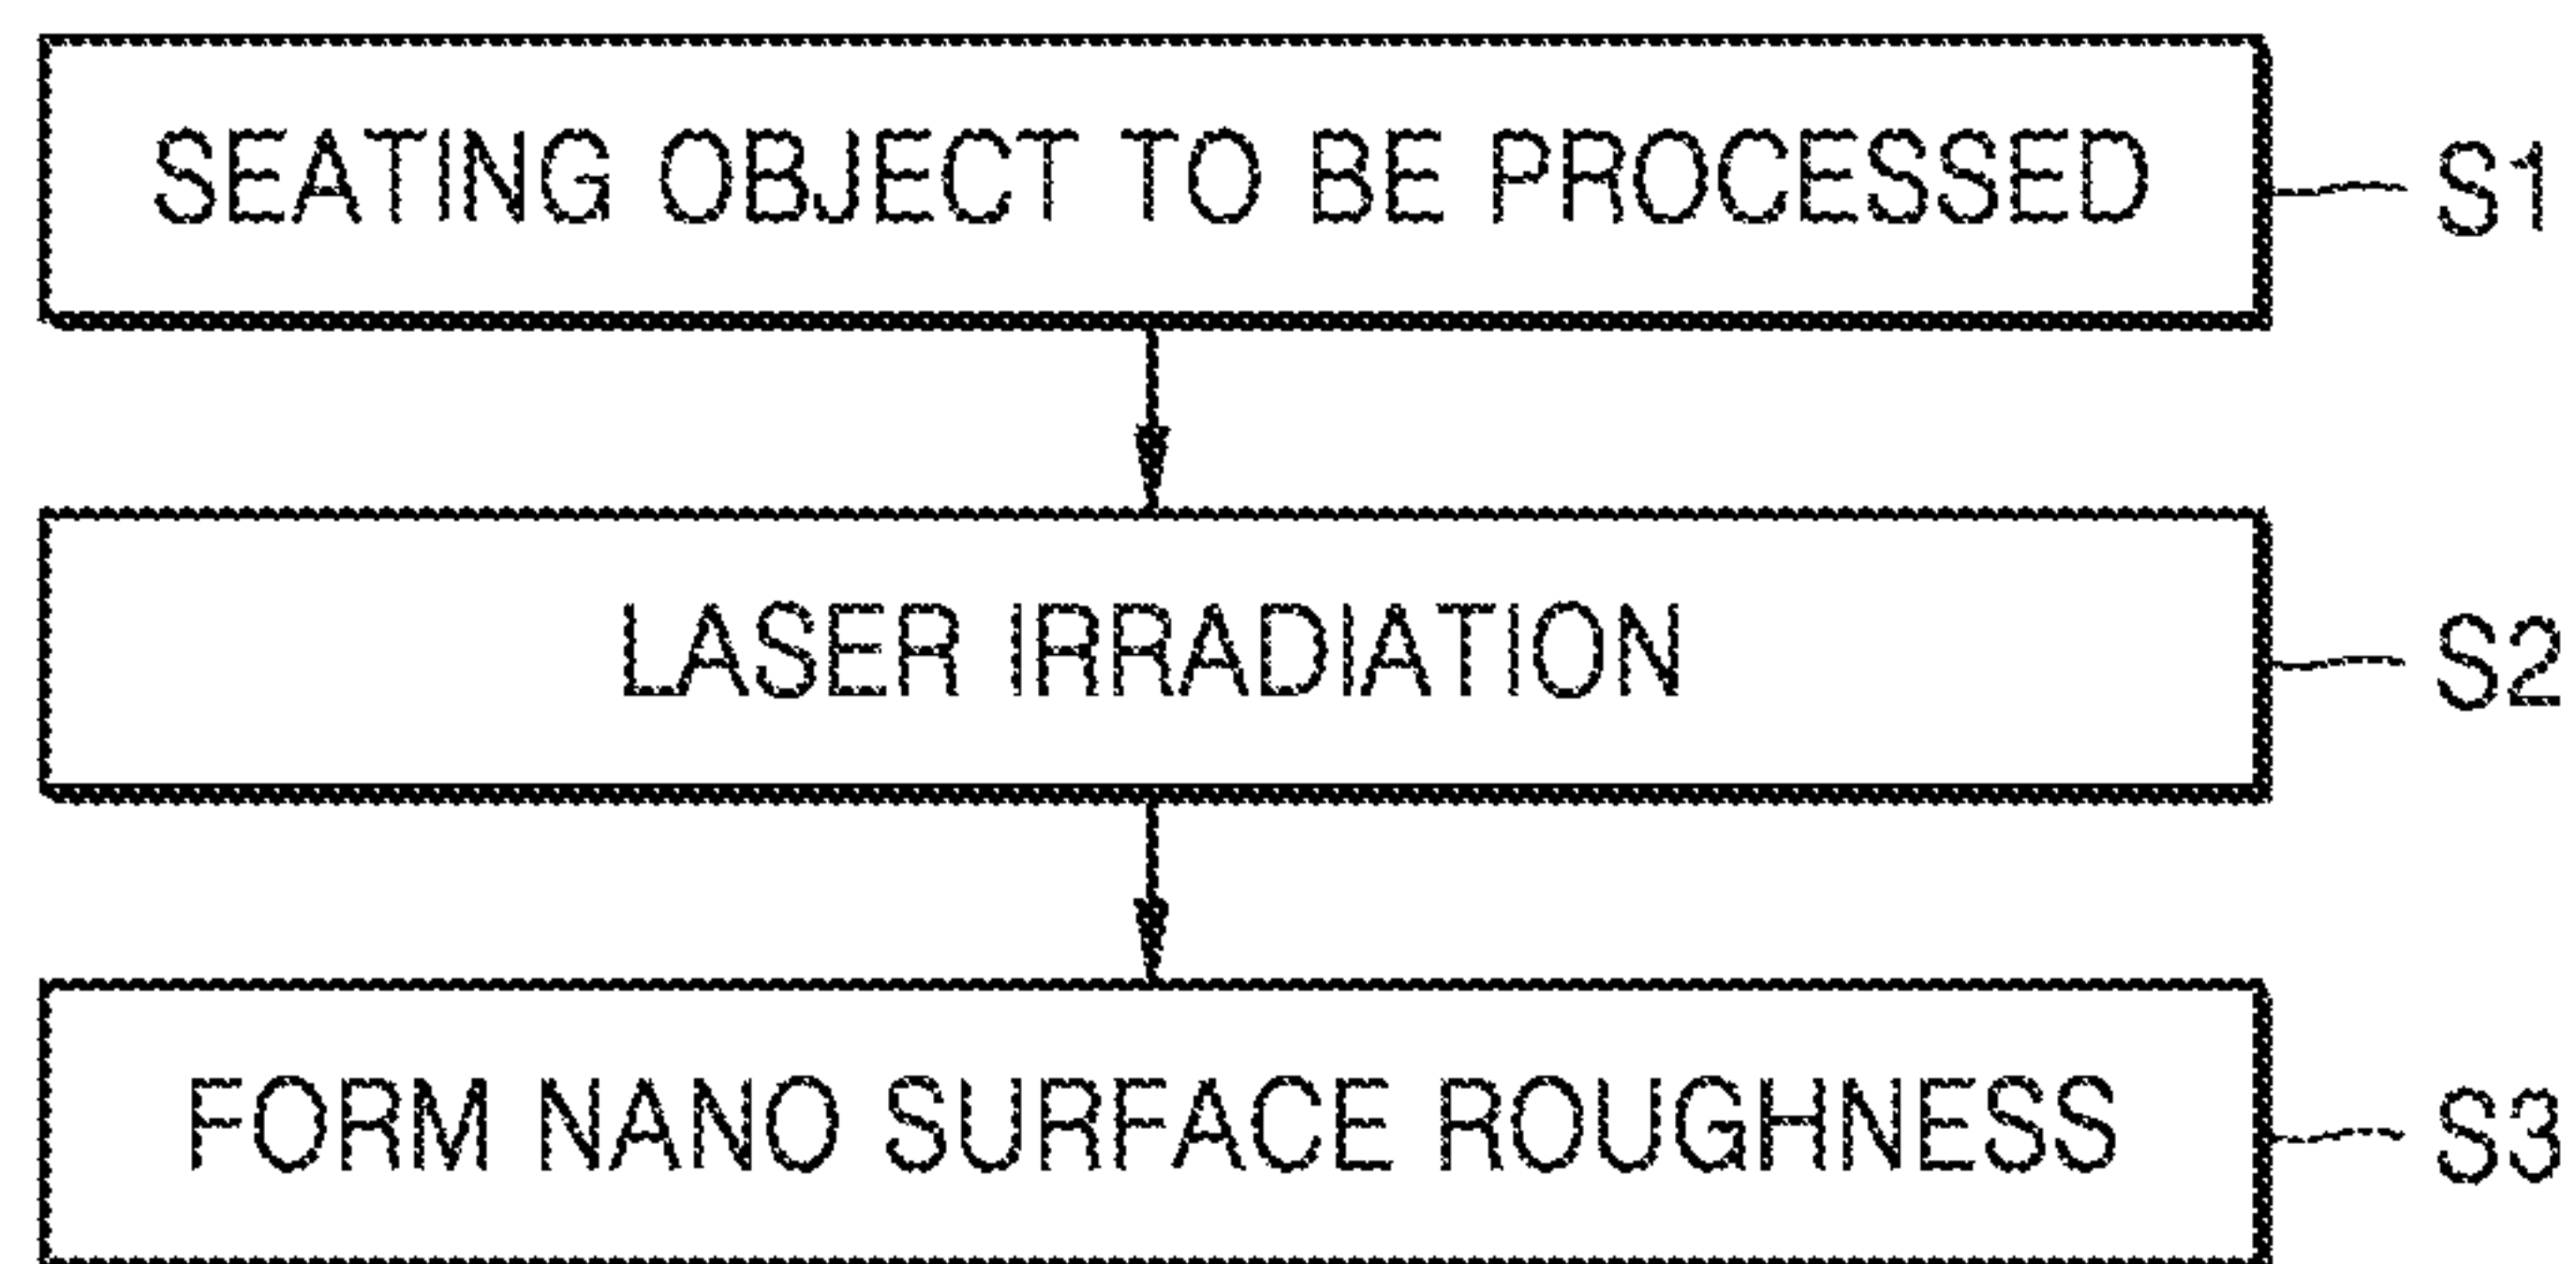 SEATING OBJECT TO BE PROCESSED S1
LASER IRRADIATION S2
FORM NANO SURFACE ROUGHNESS S3